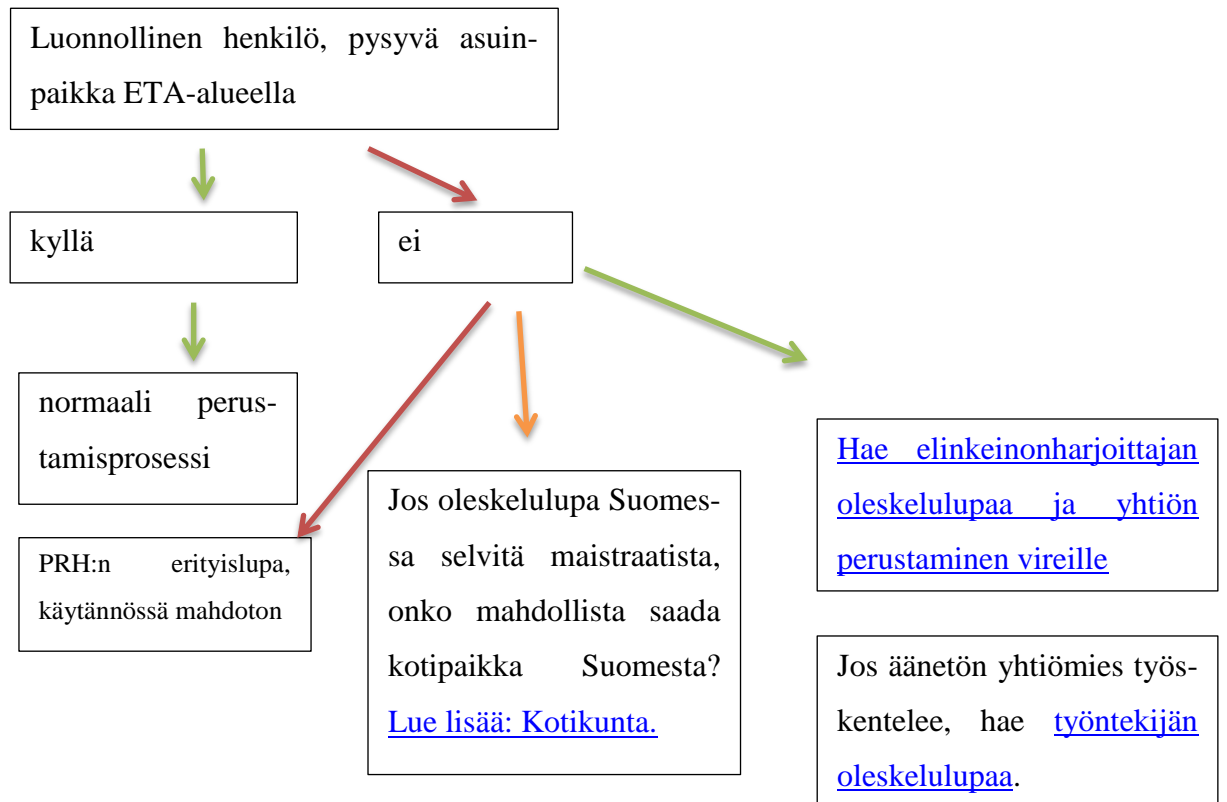 Luonnollinen henkilö, pysyvä asuin-
paikka ETA-alueella
kyllä
ei
normaali perus-
tamisprosessi
PRH:n erityislupa,
käytännössä mahdoton
Jos oleskelulupa Suomes-
sa selvitä maistraatista,
onko mahdollista saada
kotipaikka Suomesta?
Lue lisää: Kotikunta.
Hae elinkeinonharjoittajan
oleskelulupaa ja yhtiön
perustaminen vireille
Jos äänetön yhtiömies työs-
kentelee, hae työntekijän
oleskelulupaa.